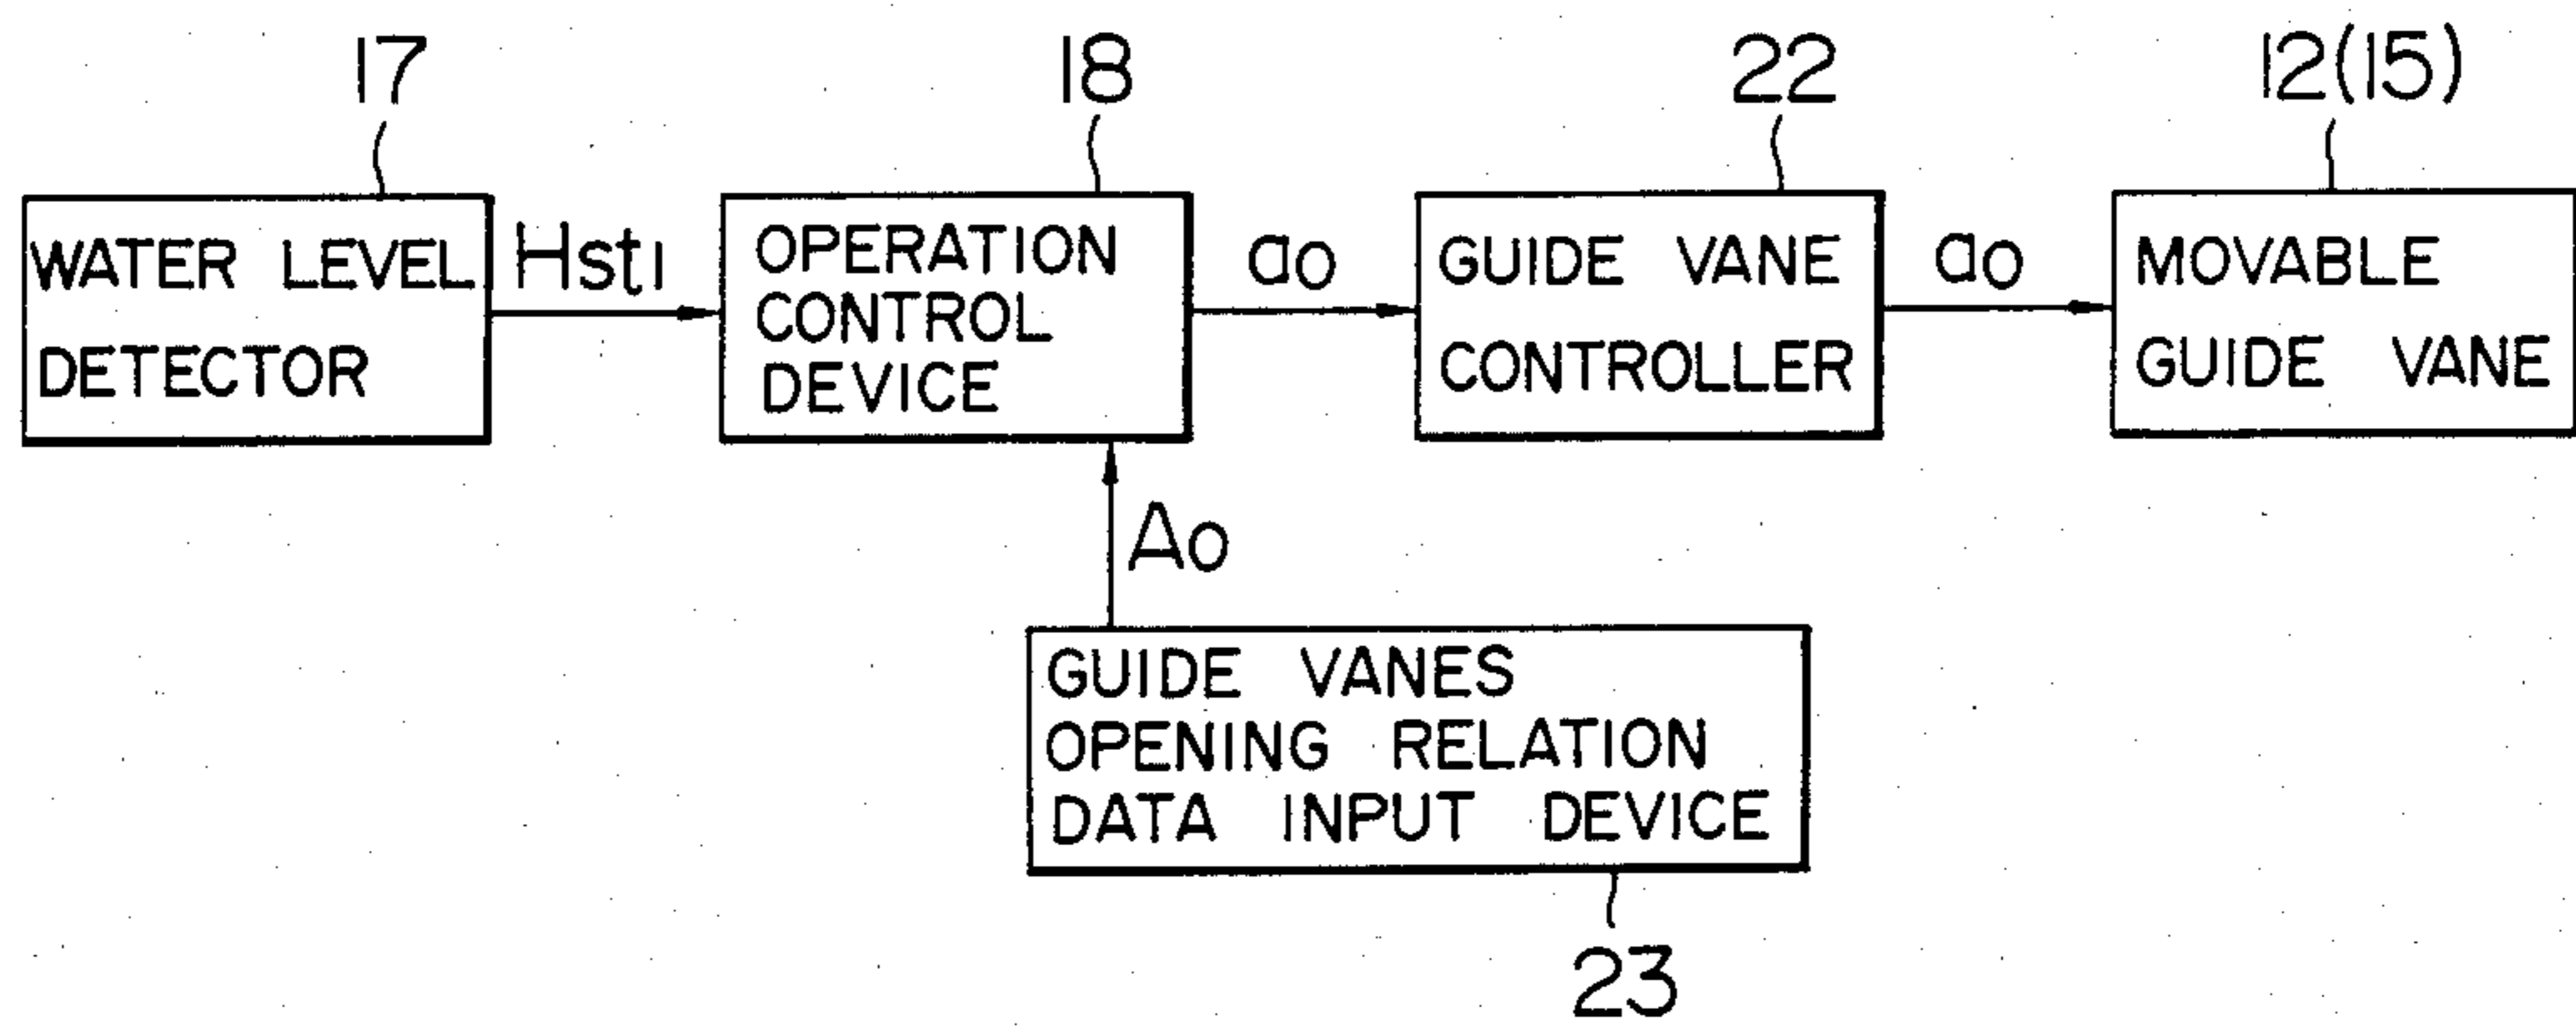 17
18
22
12(15)
WATER LEVEL
DETECTOR
Hst1
OPERATION
CONTROL
DEVICE
ao
GUIDE VANE
CONTROLLER
ao
MOVABLE
GUIDE VANE
Ao
GUIDE VANES
OPENING RELATION
DATA INPUT DEVICE
23